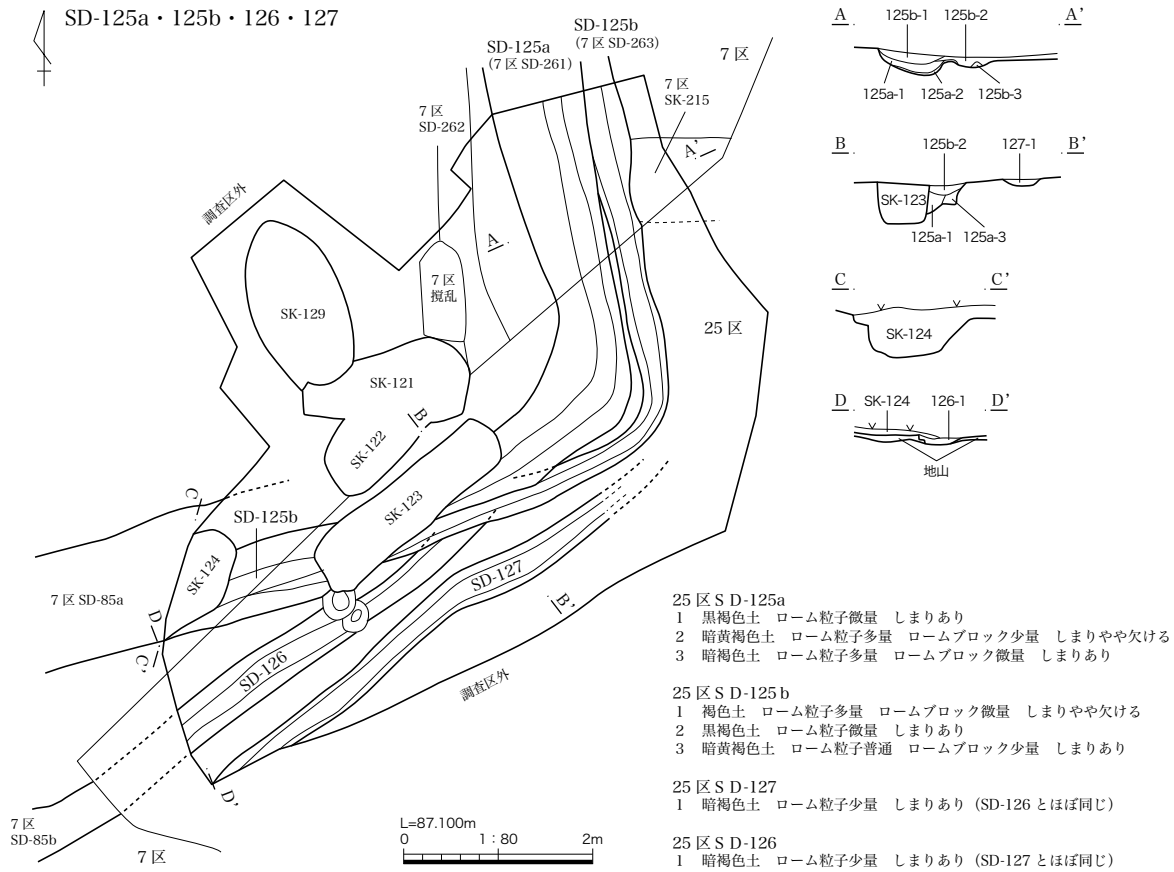 SD-125a・125b・126・127
SD-125a
(7区 SD-261)
SD-125b
(7区 SD-263)
7区
7区
SK-215
7区
SD-262
A
A’
調査区外
7区
撹乱
SK-129
25区
SK-121
B
SK-122
SK-123
C
SD-125b
SK-124
7区 SD-85a
D
C’
SD-127
B’
SD-126
調査区外
D’
7区
SD-85b
7区
L=87.100m
0 1:80 2m
A A’
125b-1 125b-2
125a-1 125a-2 125b-3
B B’
125b-2 127-1
SK-123
125a-1 125a-3
C C’
SK-124
D D’
SK-124 126-1
地山
25区ＳＤ-125a
1 黒褐色土 ローム粒子微量 しまりあり
2 暗黄褐色土 ローム粒子多量 ロームブロック少量 しまりやや欠ける
3 暗褐色土 ローム粒子多量 ロームブロック微量 しまりあり
25区ＳＤ-125ｂ
1 褐色土 ローム粒子多量 ロームブロック微量 しまりやや欠ける
2 黒褐色土 ローム粒子微量 しまりあり
3 暗黄褐色土 ローム粒子普通 ロームブロック少量 しまりあり
25区ＳＤ-127
1 暗褐色土 ローム粒子少量 しまりあり（SD-126とほぼ同じ）
25区ＳＤ-126
1 暗褐色土 ローム粒子少量 しまりあり（SD-127とほぼ同じ）